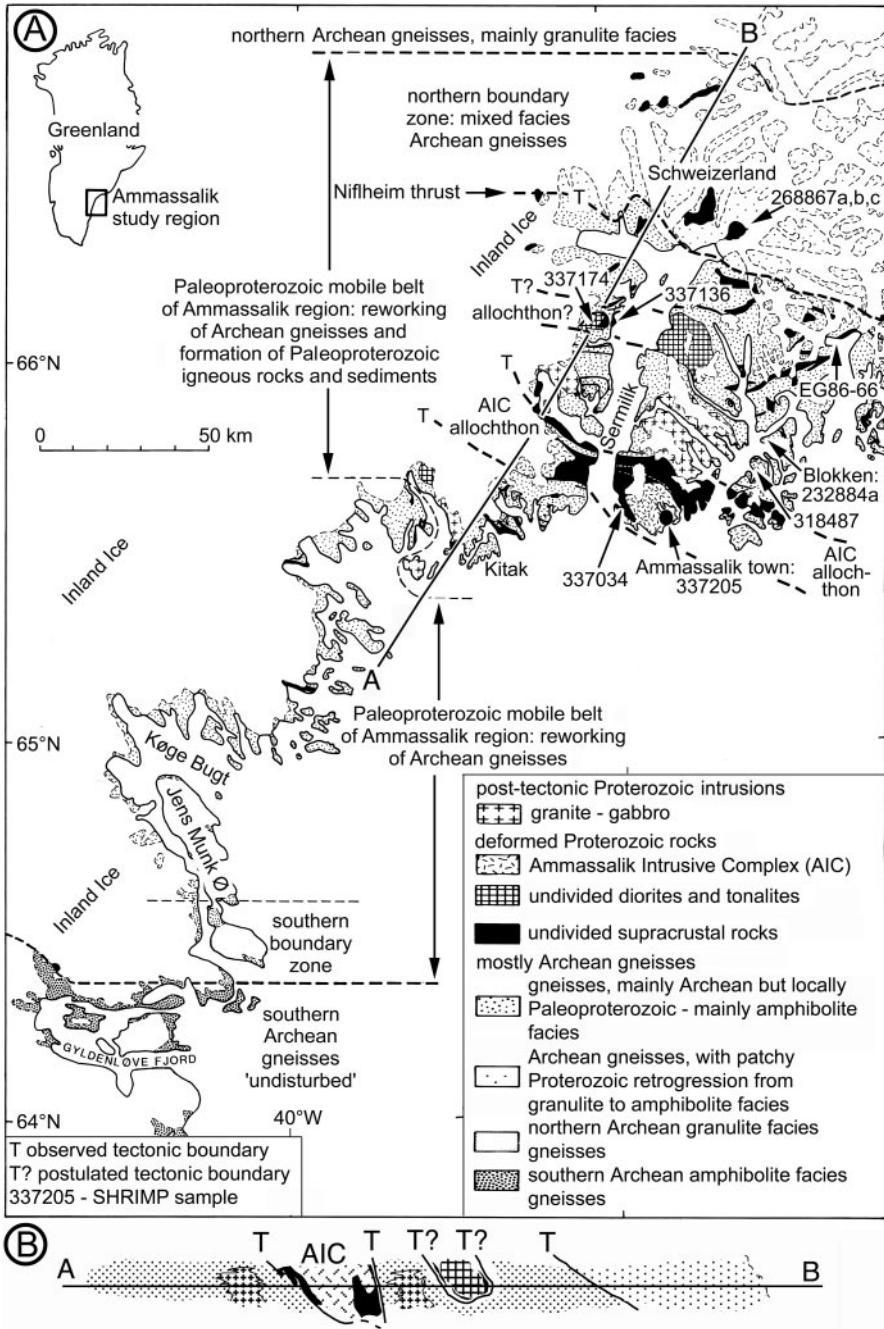 A
northern Archean gneisses, mainly granulite facies
B
Greenland
Ammassalik
study region
northern boundary
zone: mixed facies
Archean gneisses
Niflheim thrust
T
Schweizerland
268867a,b,c
Inland Ice
337174
T?
337136
allochthon?
Paleoproterozoic mobile belt
of Ammassalik region: reworking
of Archean gneisses and
formation of Paleoproterozoic
igneous rocks and sediments
66°N
EG86-66
T
T
AIC
allochthon
Sermilik
0 50 km
Blokken:
232884a
318487
Inland Ice
Kitak
337034
Ammassalik town:
337205
AIC
alloch-
thon
A
65°N
Køge Bugt
Paleoproterozoic mobile belt
of Ammassalik region: reworking
of Archean gneisses
Jens Munk Ø
Inland Ice
southern
boundary
zone
southern
Archean
gneisses
'undisturbed'
GYLDENLØVE FJORD
64°N
40°W
post-tectonic Proterozoic intrusions
granite - gabbro
deformed Proterozoic rocks
Ammassalik Intrusive Complex (AIC)
undivided diorites and tonalites
undivided supracrustal rocks
mostly Archean gneisses
gneisses, mainly Archean but locally
Paleoproterozoic - mainly amphibolite
facies
Archean gneisses, with patchy
Proterozoic retrogression from
granulite to amphibolite facies
northern Archean granulite facies
gneisses
southern Archean amphibolite facies
gneisses
T observed tectonic boundary
T? postulated tectonic boundary
337205 - SHRIMP sample
B
A T AIC T T? T? T B